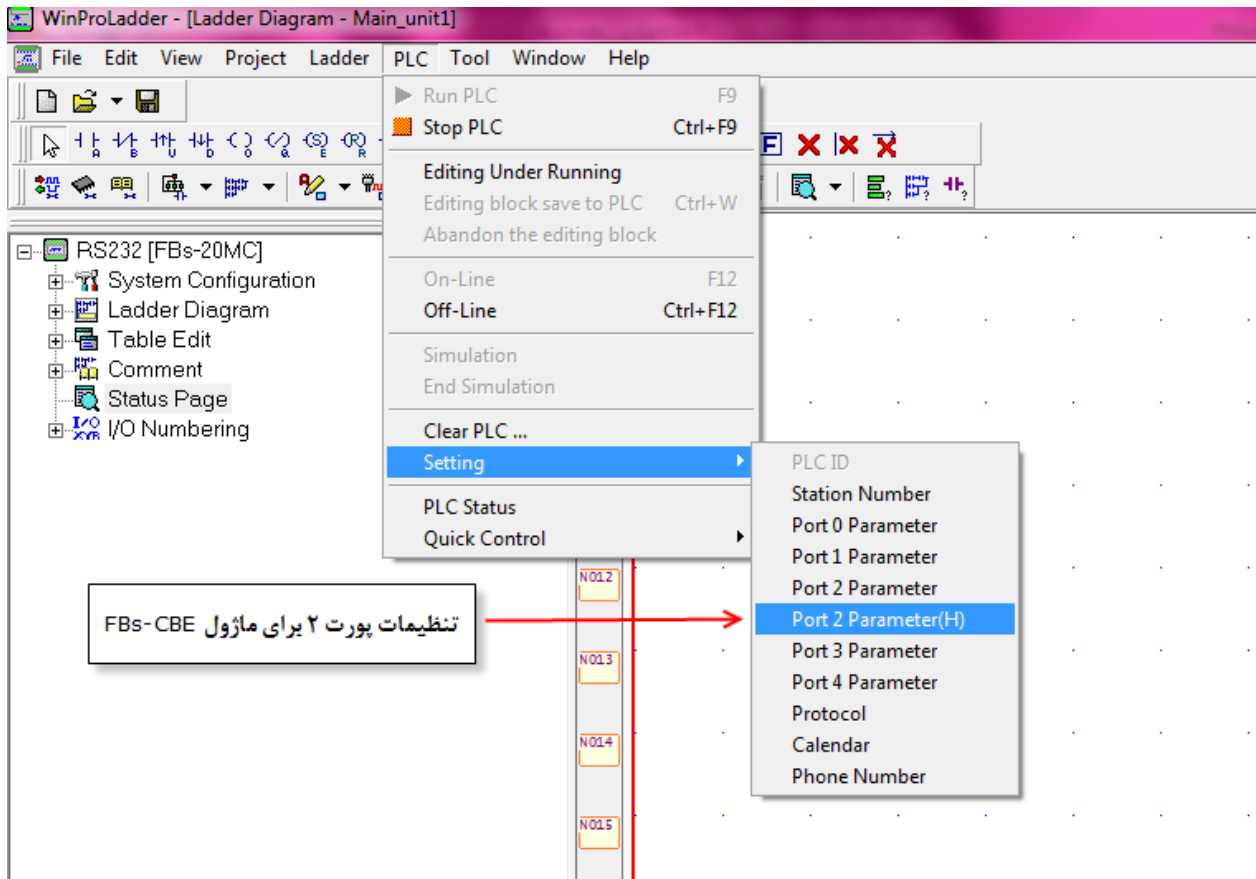 WinProLadder - [Ladder Diagram - Main_unit1]
File Edit View Project Ladder PLC Tool Window Help
Run PLC F9
Stop PLC Ctrl+F9
Editing Under Running
Editing block save to PLC Ctrl+W
Abandon the editing block
On-Line F12
Off-Line Ctrl+F12
Simulation
End Simulation
Clear PLC ...
Setting
PLC Status
Quick Control
RS232 [FBs-20MC]
System Configuration
Ladder Diagram
Table Edit
Comment
Status Page
I/O Numbering
PLC ID
Station Number
Port 0 Parameter
Port 1 Parameter
Port 2 Parameter
Port 2 Parameter(H)
Port 3 Parameter
Port 4 Parameter
Protocol
Calendar
Phone Number
تنظیمات پورت ۲ برای ماژول FBs-CBE
N012
N013
N014
N015